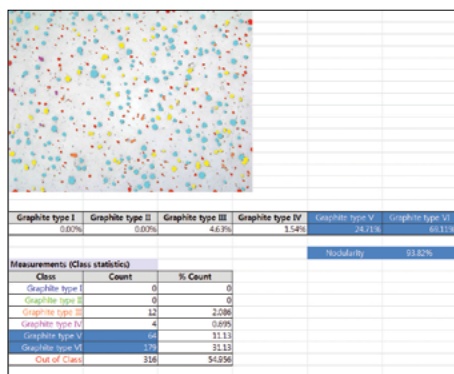 Graphite type I Graphite type II Graphite type III Graphite type IV Graphite type V Graphite type VI
0.00% 0.00% 4.63% 1.54% 24.71% 69.11%
Nodularity 93.82%
Measurements (Class statistics)
Class Count % Count
Graphite type I 0 0
Graphite type II 0 0
Graphite type III 12 2.086
Graphite type IV 4 0.695
Graphite type V 64 11.13
Graphite type VI 179 31.13
Out of Class 316 54.956